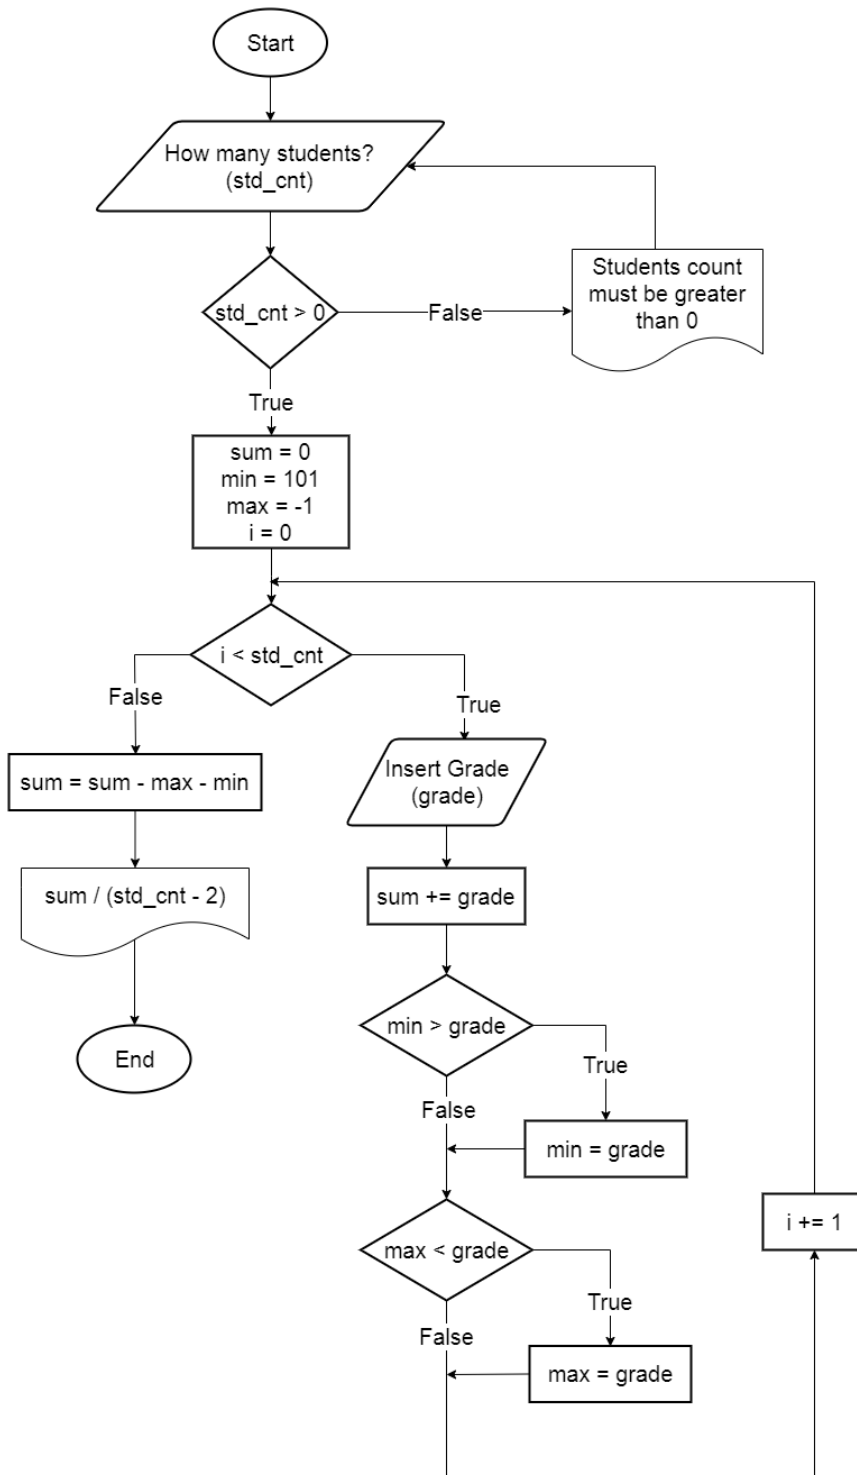 Start
How many students?
(std_cnt)
std_cnt > 0
False
Students count
must be greater
than 0
True
sum = 0
min = 101
max = -1
i = 0
i < std_cnt
False
True
sum = sum - max - min
Insert Grade
(grade)
sum / (std_cnt - 2)
sum += grade
End
min > grade
True
False
min = grade
max < grade
i += 1
True
False
max = grade